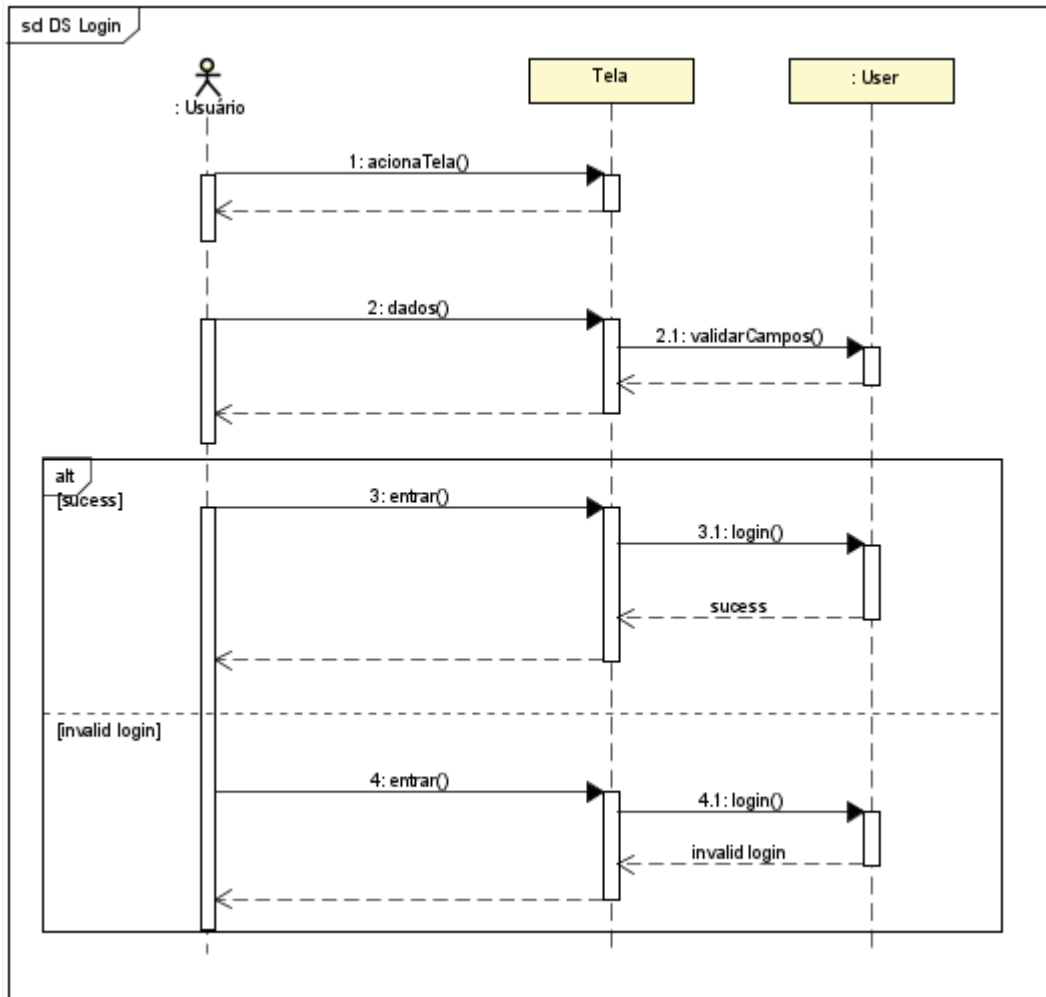 sd DS Login
: Usuário
Tela
: User
1: acionaTela()
2: dados()
2.1: validarCampos()
alt
[sucess]
3: entrar()
3.1: login()
sucess
[invalid login]
4: entrar()
4.1: login()
invalid login